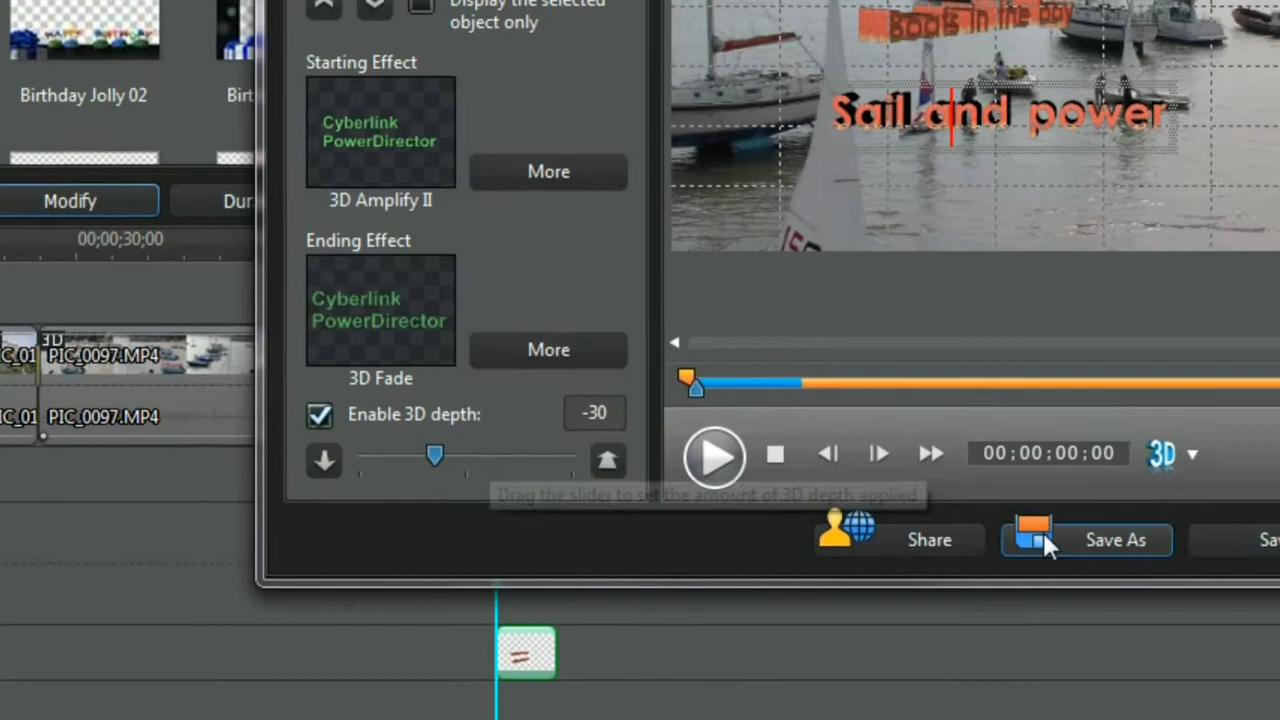 Display the selected
object only
Starting Effect
Cyberlink
PowerDirector
More
3D Amplify II
Ending Effect
Cyberlink
PowerDirector
More
3D Fade
Enable 3D depth:
-30
Boats in the bay
Sail and power
Birthday Jolly 02
Birt
Modify
Dur
00;00;30;00
3D
C_01
PIC_0097.MP4
C_01
PIC_0097.MP4
00;00;00;00
3D
Drag the slider to set the amount of 3D depth applied
Share
Save As
Sa